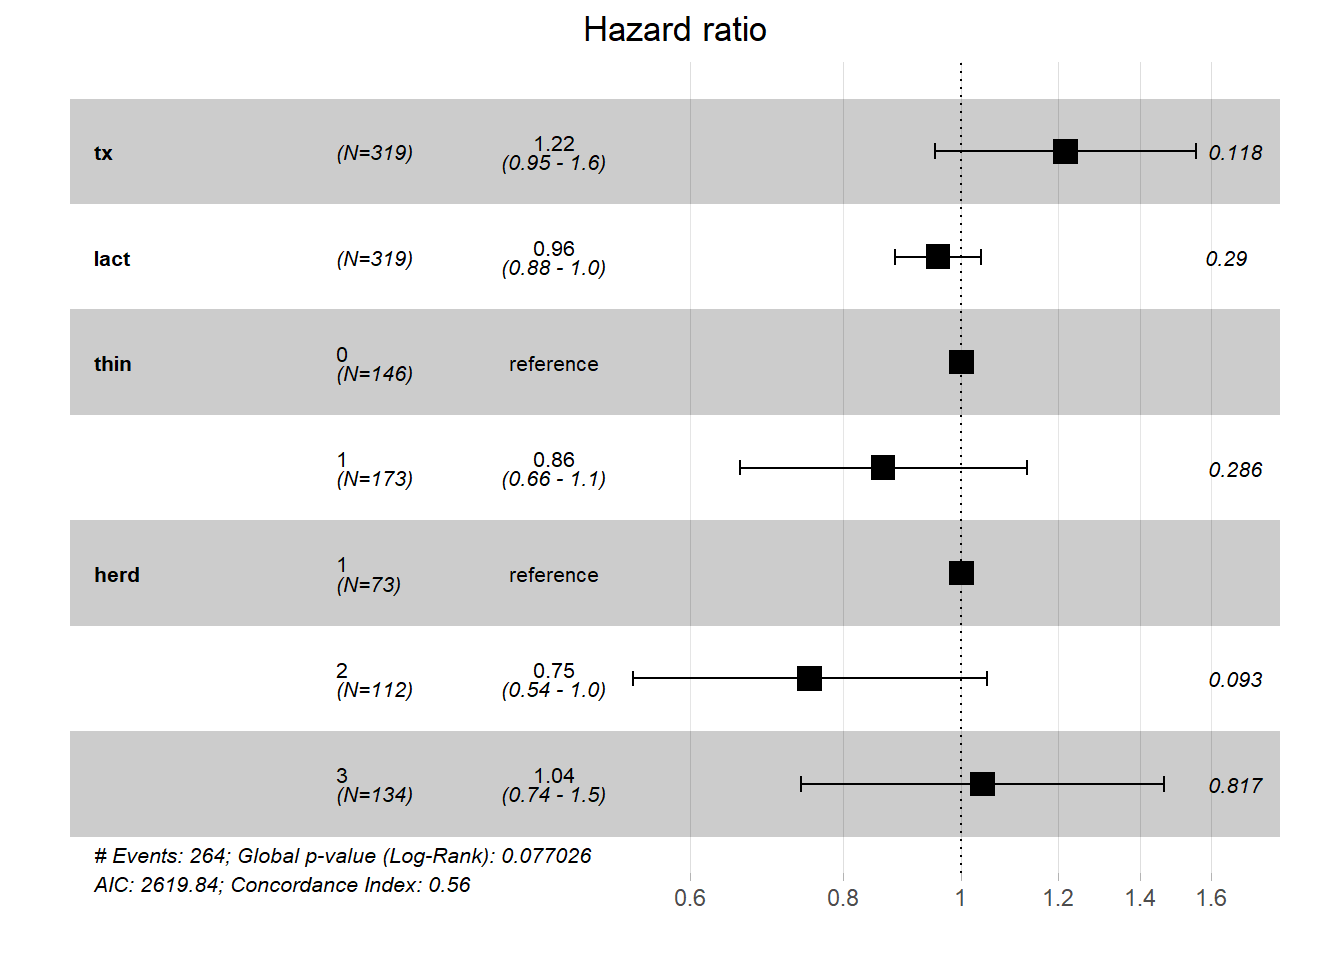 Hazard ratio
tx (N=319) 1.22 0.118
(0.95 - 1.6)
lact (N=319) 0.96 0.29
(0.88 - 1.0)
thin 0 reference
(N=146)
1 0.86 0.286
(N=173) (0.66 - 1.1)
herd 1 reference
(N=73)
2 0.75 0.093
(N=112) (0.54 - 1.0)
3 1.04 0.817
(N=134) (0.74 - 1.5)
# Events: 264; Global p-value (Log-Rank): 0.077026
AIC: 2619.84; Concordance Index: 0.56
0.6 0.8 1 1.2 1.4 1.6